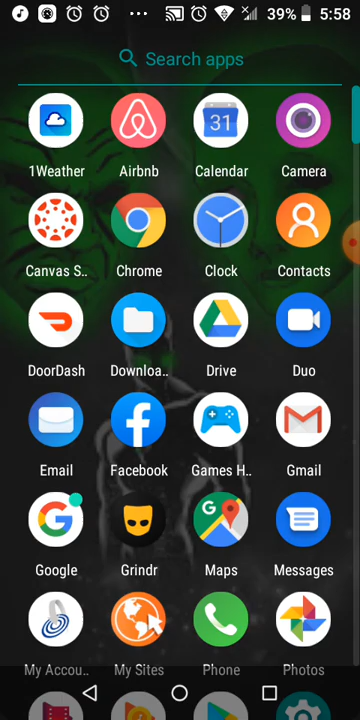 39% 5:58
Search apps
1Weather Airbnb Calendar Camera
Canvas S.. Chrome Clock Contacts
DoorDash Downloa.. Drive Duo
Email Facebook Games H.. Gmail
Google Grindr Maps Messages
My Accou.. My Sites Phone Photos